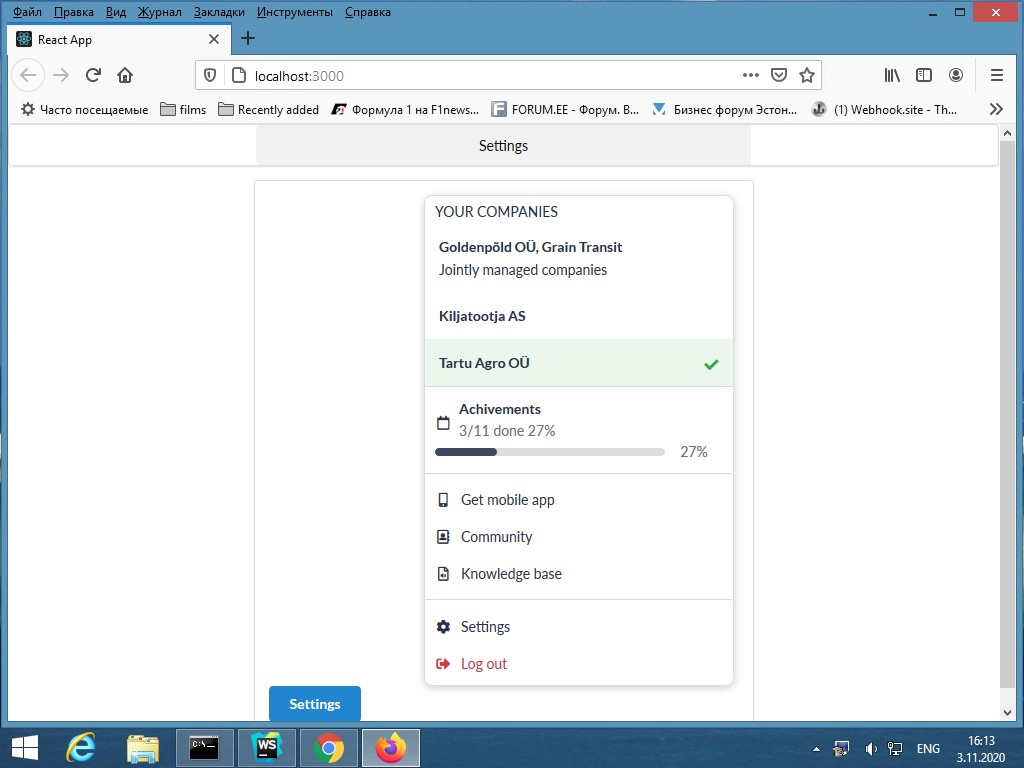 Файл Правка Вид Журнал Закладки Инструменты Справка
React App
localhost:3000
Часто посещаемые films Recently added Формула 1 на F1news... FORUM.EE - Форум. В... Бизнес форум Эстон... (1) Webhook.site - Th...
Settings
YOUR COMPANIES
Goldenpõld OÜ, Grain Transit
Jointly managed companies
Kiljatootja AS
Tartu Agro OÜ
Achivements
3/11 done 27%
27%
Get mobile app
Community
Knowledge base
Settings
Log out
Settings
C:\_
WS
ENG
16:13
3.11.2020